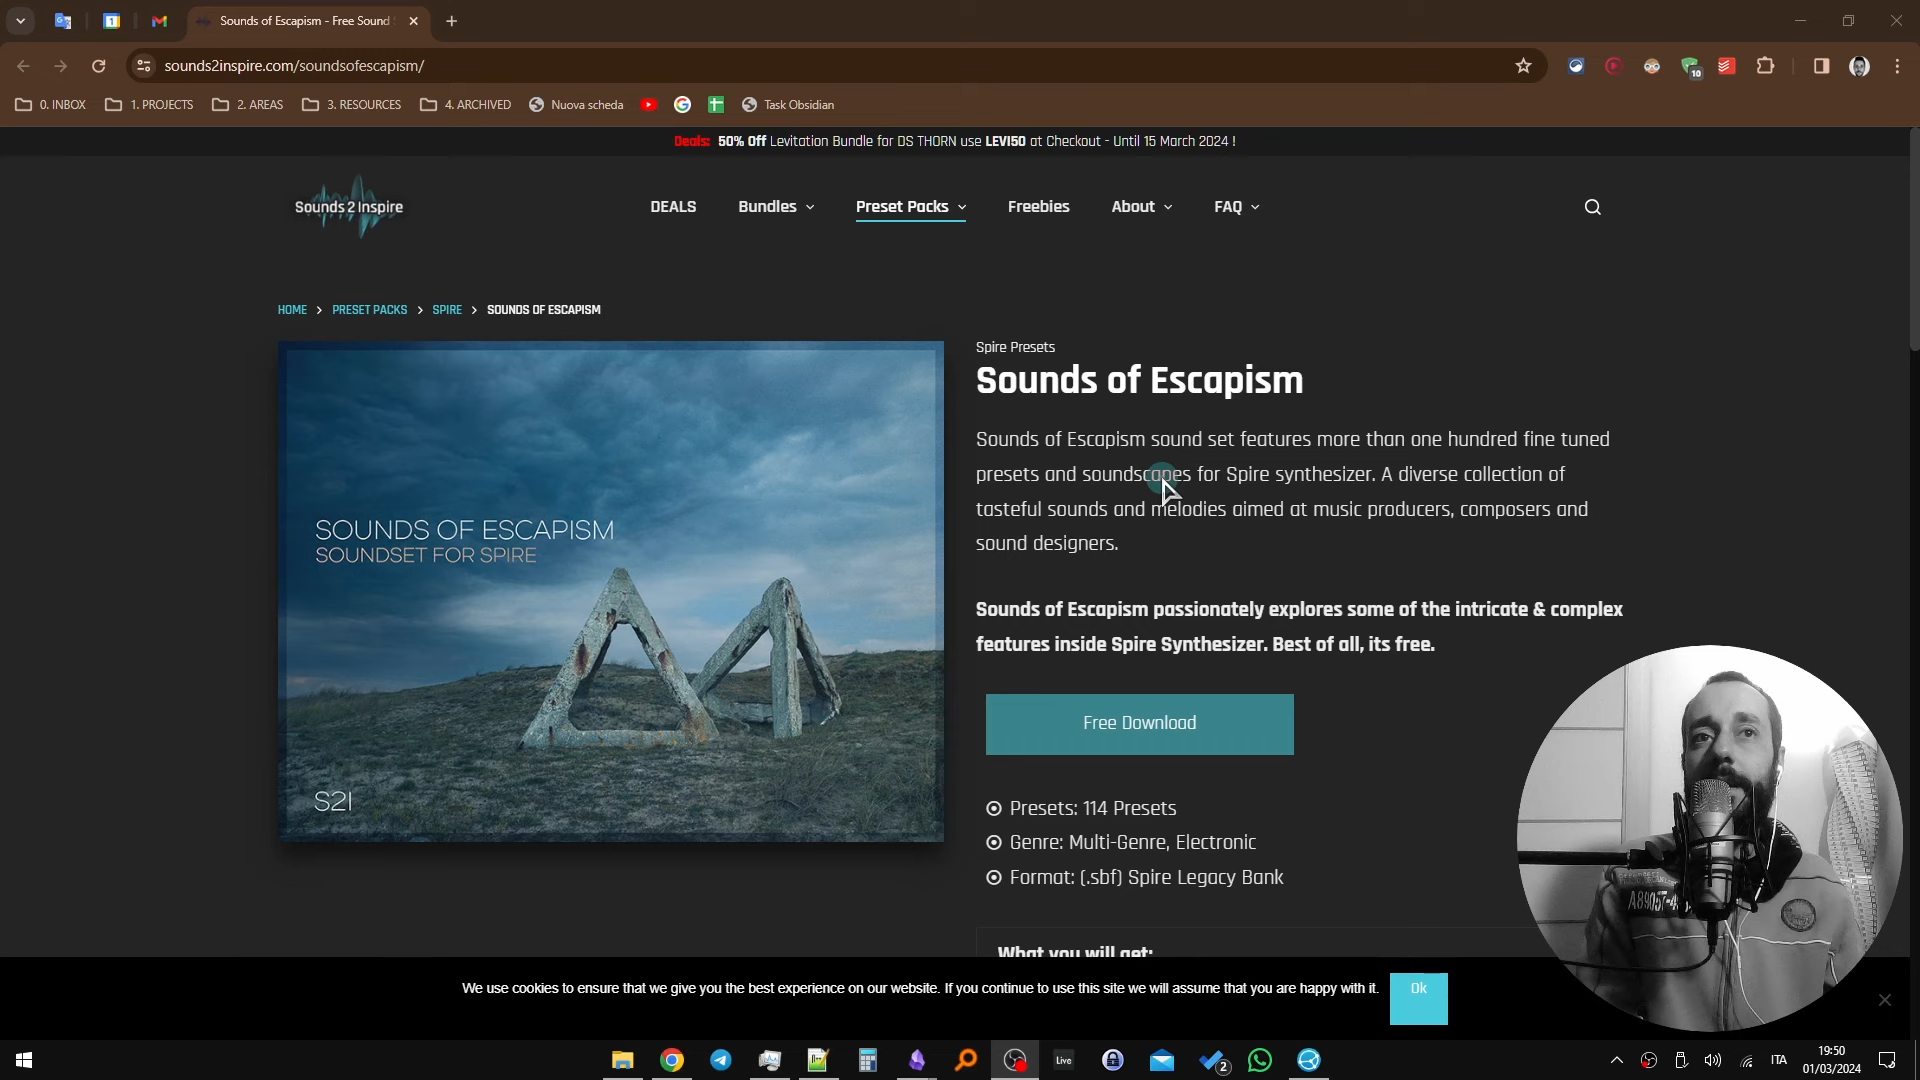 Sounds of Escapism - Free Sound
sounds2inspire.com/soundsofescapism/
10
0. INBOX
1. PROJECTS
2. AREAS
3. RESOURCES
4. ARCHIVED
Nuova scheda
Task Obsidian
Deals: 50% Off Levitation Bundle for DS THORN use LEVI50 at Checkout - Until 15 March 2024 !
Sounds 2 Inspire
DEALS
Bundles
Preset Packs
Freebies
About
FAQ
HOME > PRESET PACKS > SPIRE > SOUNDS OF ESCAPISM
SOUNDS OF ESCAPISM
SOUNDSET FOR SPIRE
S2I
Spire Presets
Sounds of Escapism
Sounds of Escapism sound set features more than one hundred fine tuned
presets and soundscapes for Spire synthesizer. A diverse collection of
tasteful sounds and melodies aimed at music producers, composers and
sound designers.
Sounds of Escapism passionately explores some of the intricate & complex
features inside Spire Synthesizer. Best of all, its free.
Free Download
Presets: 114 Presets
Genre: Multi-Genre, Electronic
Format: (.sbf) Spire Legacy Bank
What you will get:
A89057-4
We use cookies to ensure that we give you the best experience on our website. If you continue to use this site we will assume that you are happy with it.
Ok
Live
2
ITA
19:50
01/03/2024